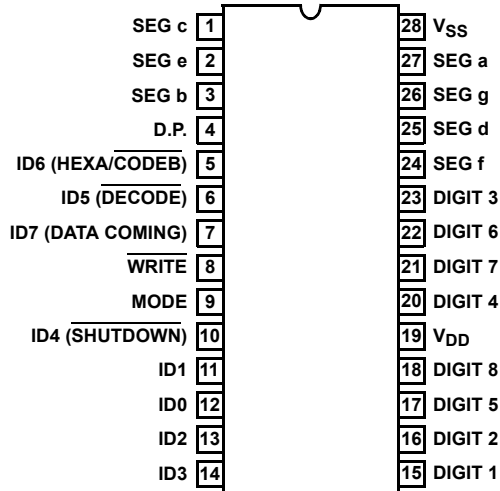 SEG c 1 28 VSS
SEG e 2 27 SEG a
SEG b 3 26 SEG g
D.P. 4 25 SEG d
ID6 (HEXA/CODEB) 5 24 SEG f
ID5 (DECODE) 6 23 DIGIT 3
ID7 (DATA COMING) 7 22 DIGIT 6
WRITE 8 21 DIGIT 7
MODE 9 20 DIGIT 4
ID4 (SHUTDOWN) 10 19 VDD
ID1 11 18 DIGIT 8
ID0 12 17 DIGIT 5
ID2 13 16 DIGIT 2
ID3 14 15 DIGIT 1